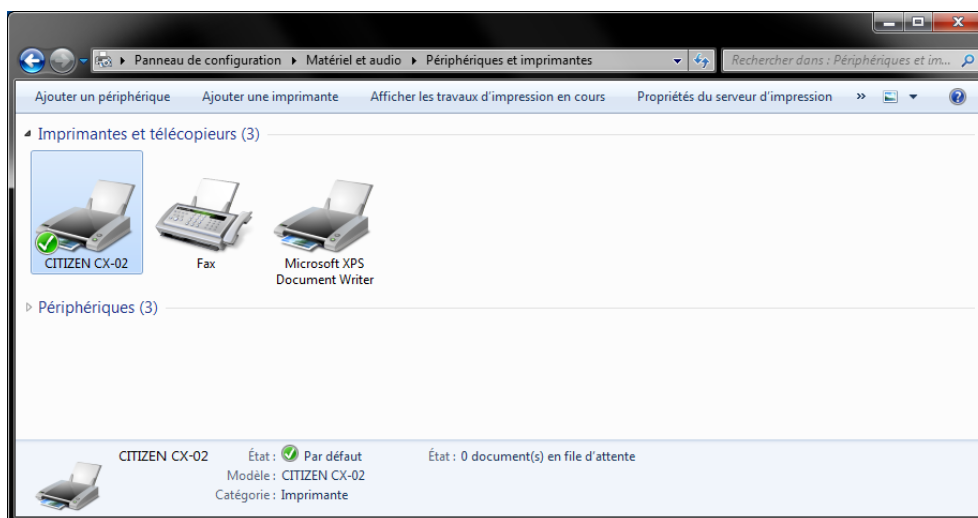 Panneau de configuration Matériel et audio Périphériques et imprimantes Rechercher dans : Périphériques et im...
Ajouter un périphérique Ajouter une imprimante Afficher les travaux d'impression en cours Propriétés du serveur d'impression »
Imprimantes et télécopieurs (3)
CITIZEN CX-02 Fax Microsoft XPS
Document Writer
Périphériques (3)
CITIZEN CX-02 État : Par défaut État : 0 document(s) en file d'attente
Modèle : CITIZEN CX-02
Catégorie : Imprimante